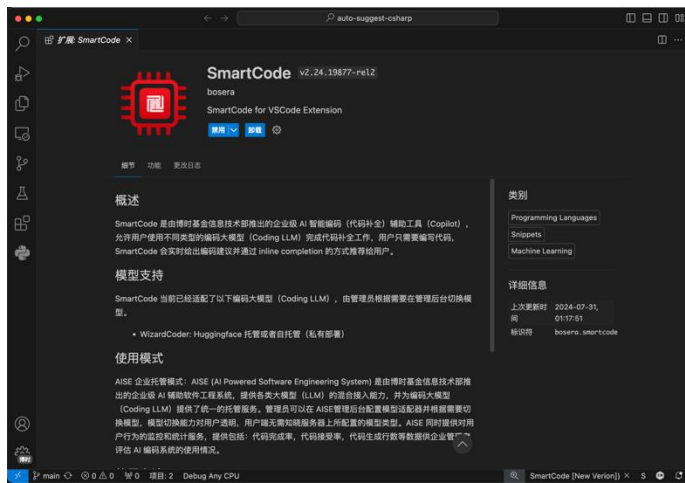 auto-suggest-csharp
扩展: SmartCode
SmartCode v2.24.19877-rel2
bosera
SmartCode for VSCode Extension
禁用 卸载
细节 功能 更改日志
概述
SmartCode 是由博时基金信息技术部推出的企业级 AI 智能编码（代码补全）辅助工具（Copilot），
允许用户使用不同类型的编码大模型（Coding LLM）完成代码补全工作，用户只需要编写代码，
SmartCode 会实时给出编码建议并通过 inline completion 的方式推荐给用户。
模型支持
SmartCode 当前已经适配了以下编码大模型（Coding LLM），由管理员根据需要在管理后台切换模
型。
• WizardCoder: Huggingface 托管或者自托管（私有部署）
使用模式
AISE 企业托管模式：AISE (AI Powered Software Engineering System) 是由博时基金信息技术部推
出的企业级 AI 辅助软件工程系统，提供各类大模型（LLM）的混合接入能力，并为编码大模型
（Coding LLM）提供了统一的托管服务。管理员可以在 AISE管理后台配置模型适配器并根据需要切
换模型，模型切换能力对用户透明，用户端无需知晓服务器上所配置的模型类型。AISE 同时提供对用
户行为的监控和统计服务，提供包括：代码完成率，代码接受率，代码生成行数等数据供企业管
评估 AI 编码系统的使用情况。
类别
Programming Languages
Snippets
Machine Learning
详细信息
上次更新时间 2024-07-31, 01:17:51
标识符 bosera.smartcode
博时
main 0 0 0 项目: 2 Debug Any CPU
SmartCode [New Verion])